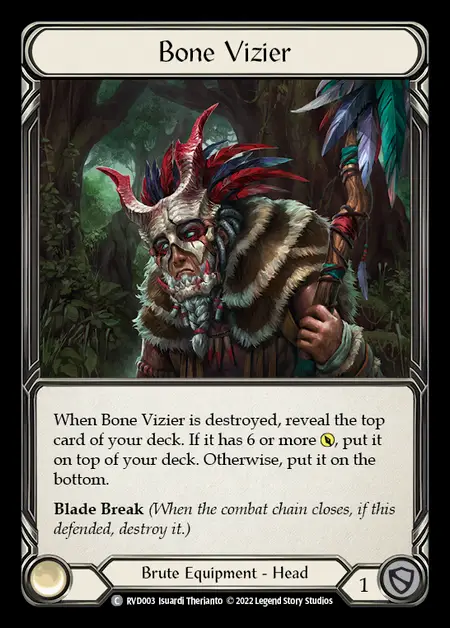 Bone Vizier
When Bone Vizier is destroyed, reveal the top
card of your deck. If it has 6 or more , put it
on top of your deck. Otherwise, put it on the
bottom.
Blade Break (When the combat chain closes, if this
defended, destroy it.)
Brute Equipment - Head
1
C RVD003 Isuardi Therianto © 2022 Legend Story Studios